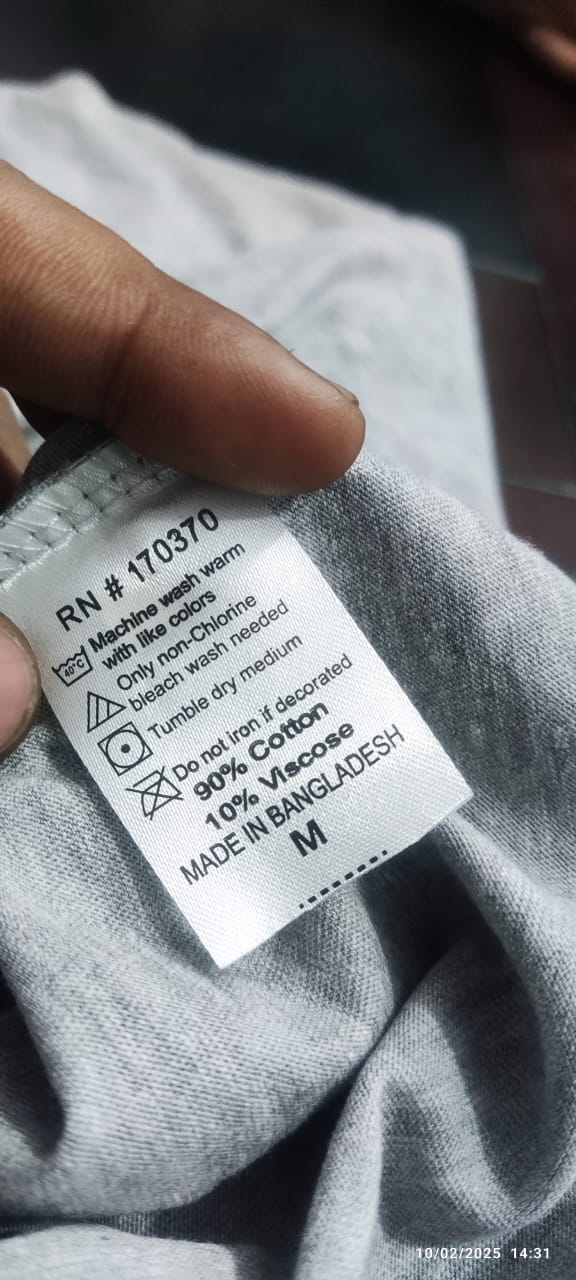 RN # 170370
Machine wash warm
with like colors
40°C
Only non-Chlorine
bleach wash needed
Tumble dry medium
Do not iron if decorated
90% Cotton
10% Viscose
MADE IN BANGLADESH
M
10/02/2025 14:31